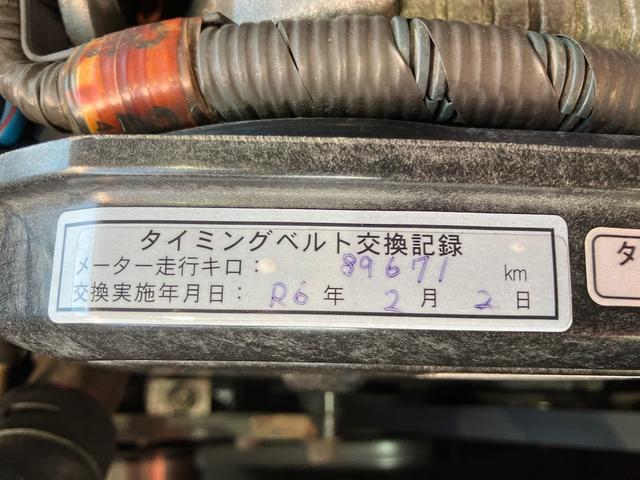 タイミングベルト交換記録
メーター走行キロ： 89671 km
交換実施年月日： R6 年 2 月 2 日
タ